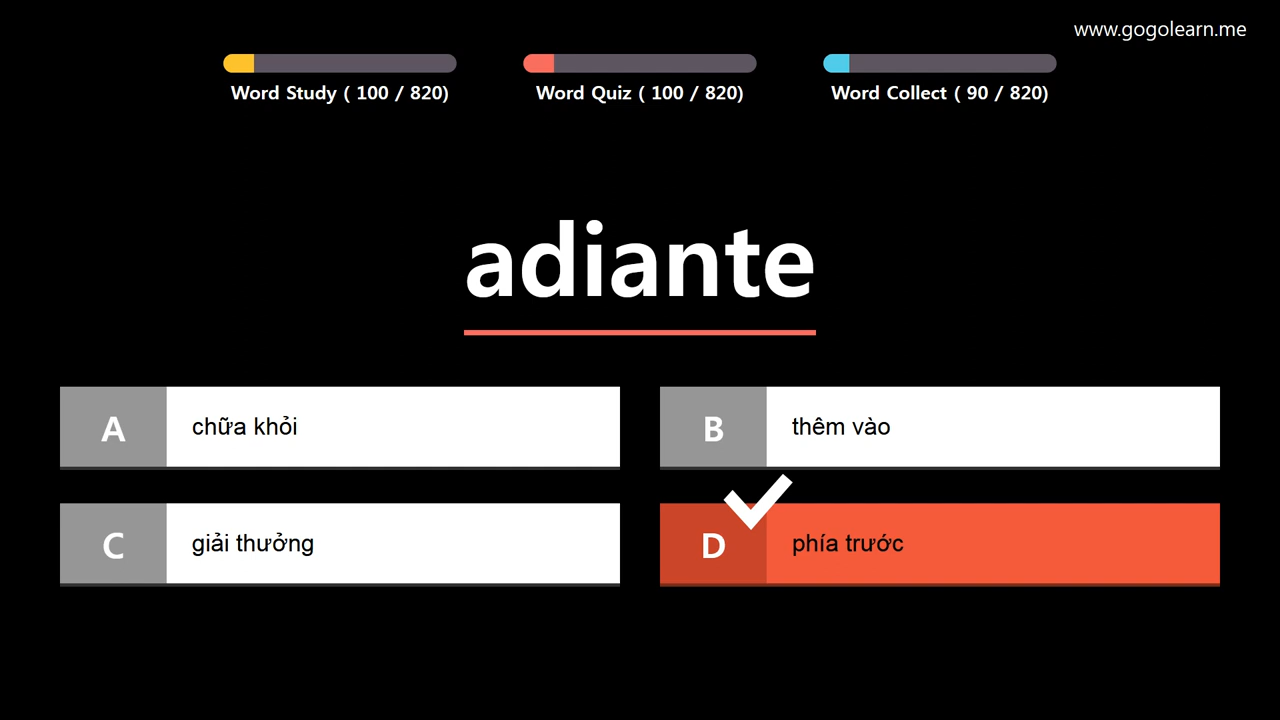 www.gogolearn.me
Word Study ( 100 / 820)
Word Quiz ( 100 / 820)
Word Collect ( 90 / 820)
adiante
A chữa khỏi
B thêm vào
C giải thưởng
D phía trước